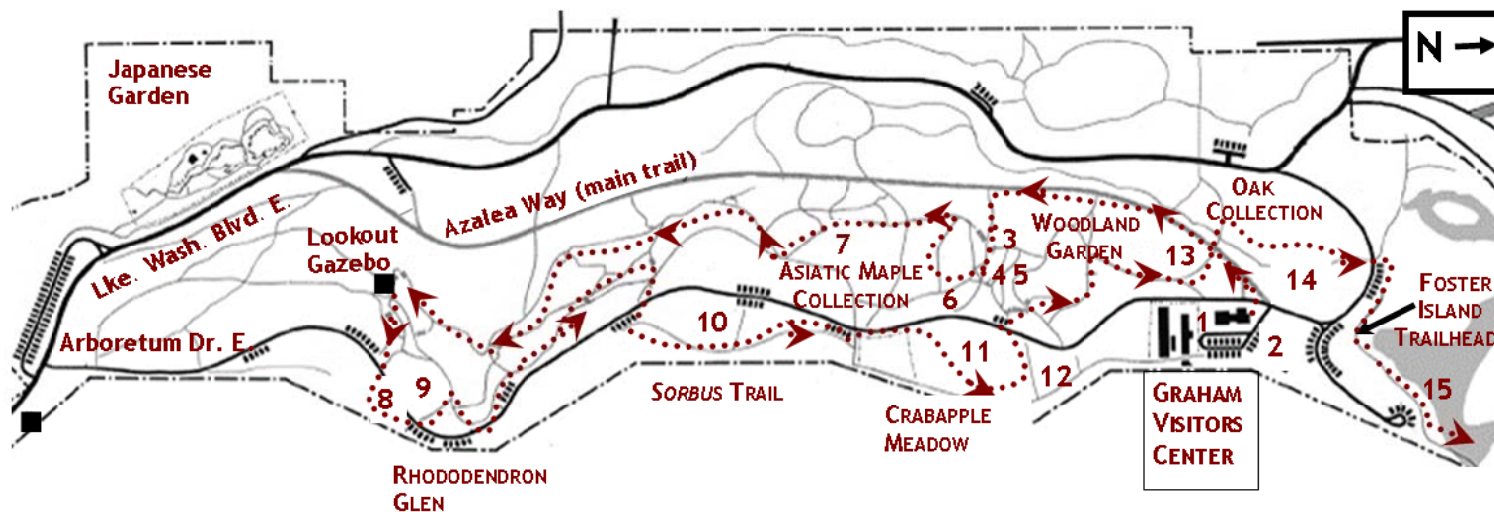 N
Japanese
Garden
Lke. Wash. Blvd. E.
Azalea Way (main trail)
Lookout
Gazebo
Arboretum Dr. E.
OAK
COLLECTION
WOODLAND
GARDEN
3
13
7
ASIATIC MAPLE
COLLECTION
4 5
6
14
FOSTER
ISLAND
TRAILHEAD
10
1
2
11
12
9
8
15
SORBUS TRAIL
CRABAPPLE
MEADOW
GRAHAM
VISITORS
CENTER
RHODODENDRON
GLEN